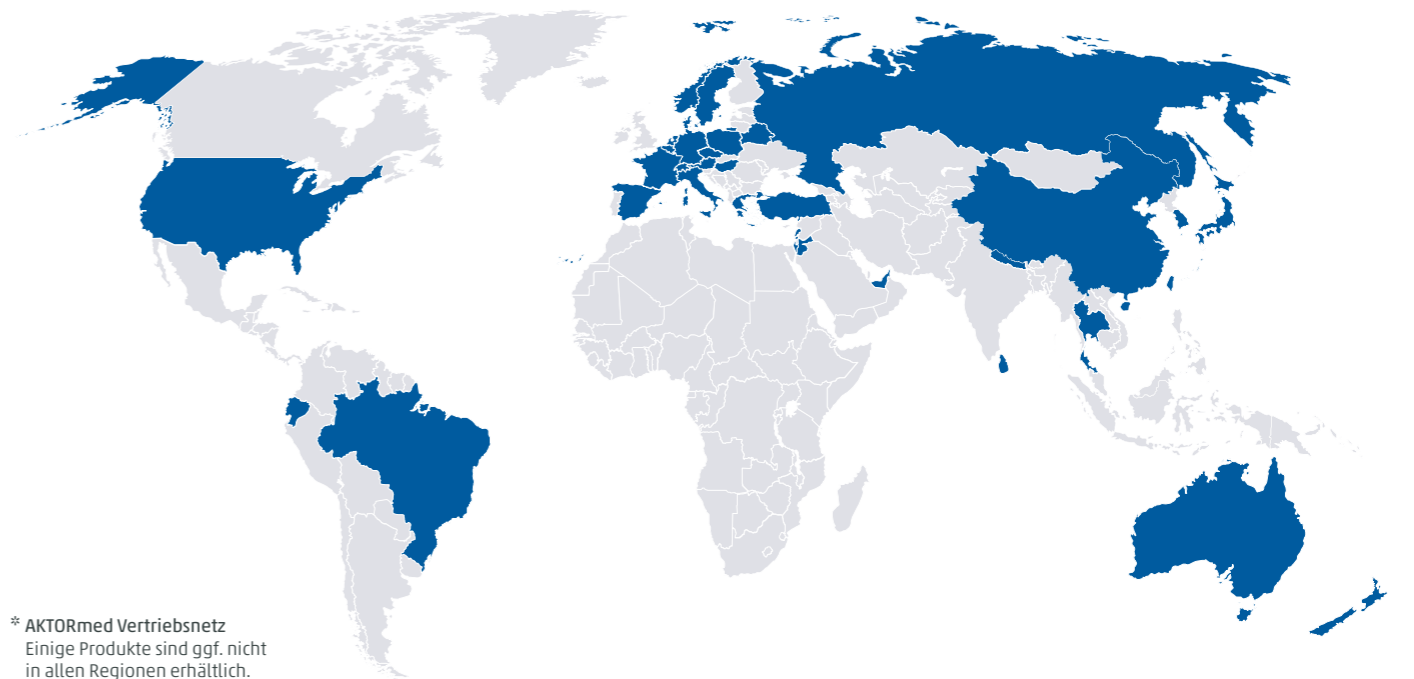 * AKTORmed Vertriebsnetz
Einige Produkte sind ggf. nicht
in allen Regionen erhältlich.